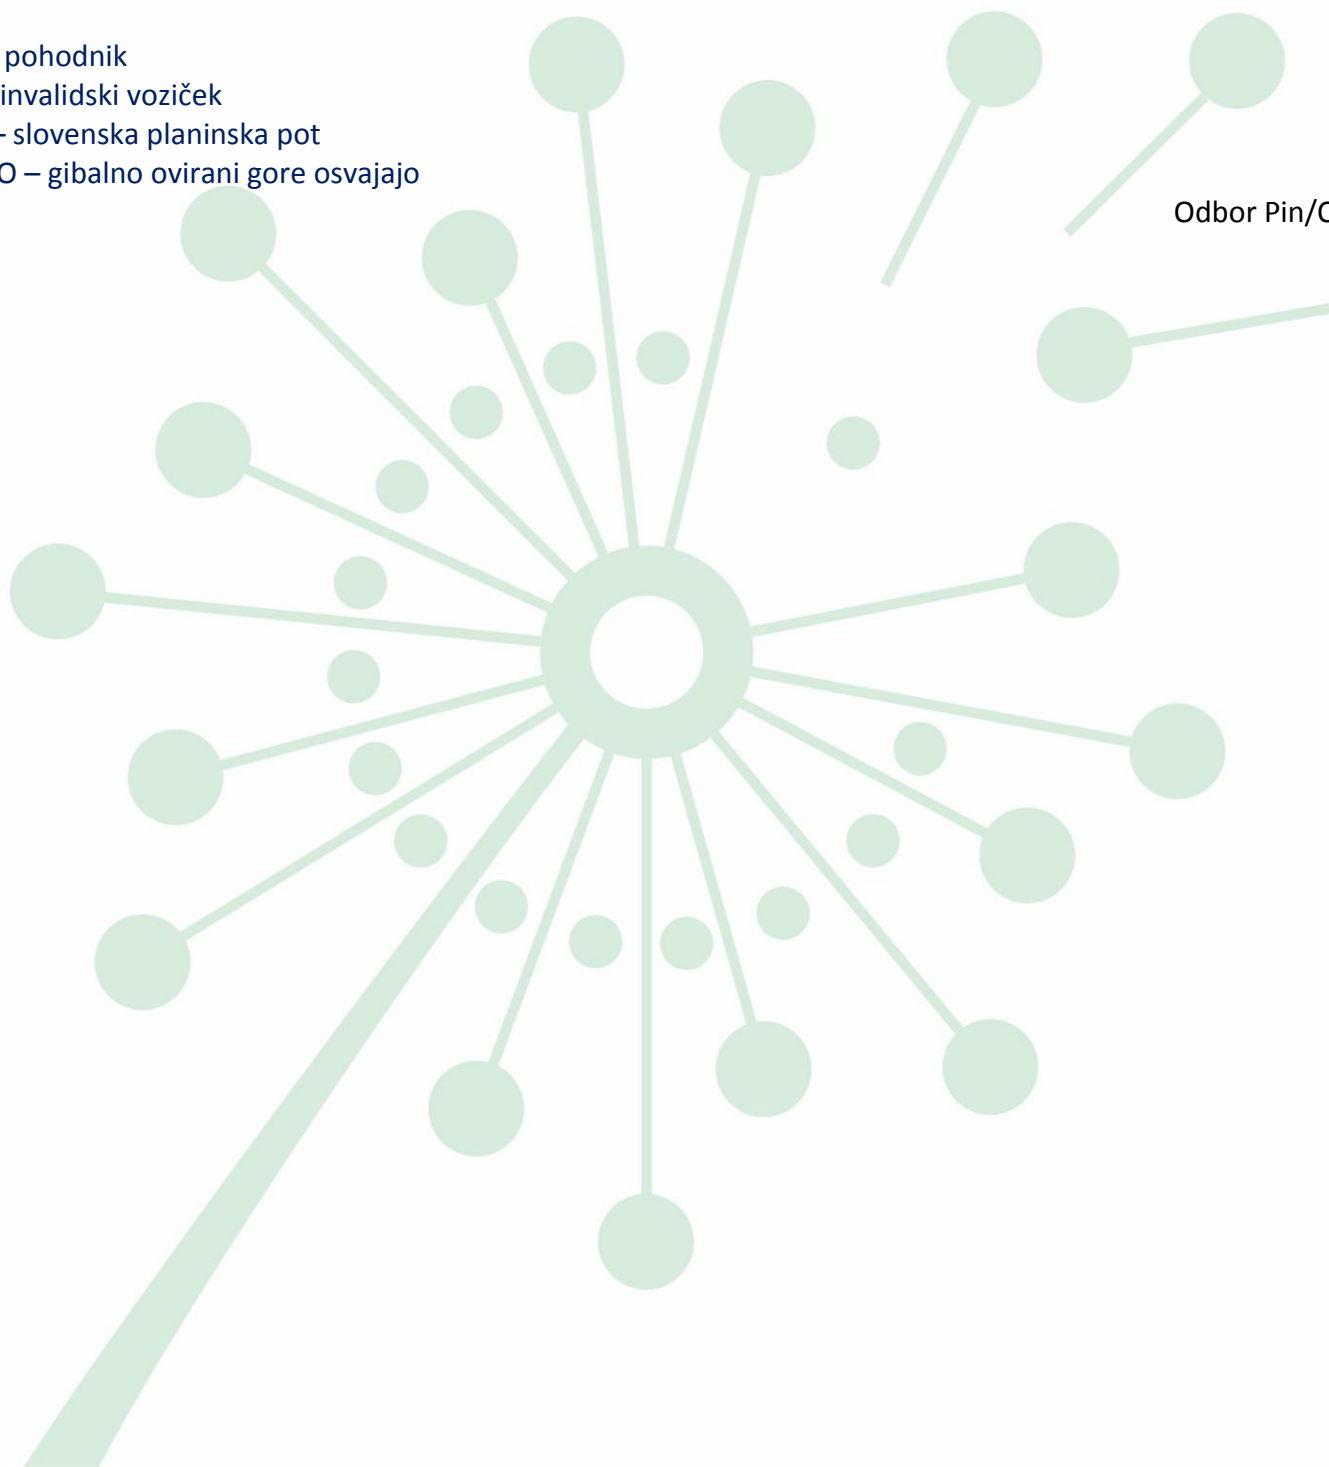 pohodnik
invalidski voziček
– slovenska planinska pot
O – gibalno ovirani gore osvajajo
Odbor Pin/